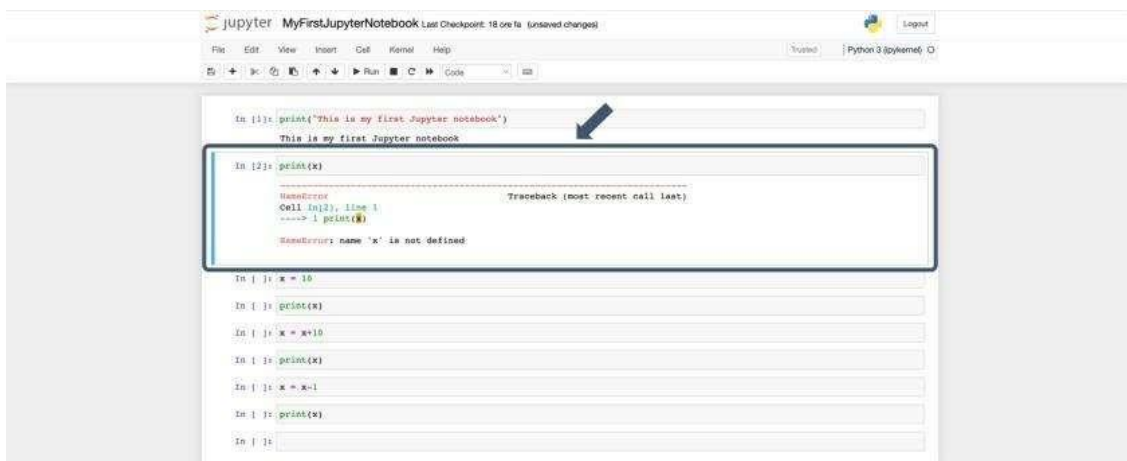 jupyter MyFirstJupyterNotebook Last Checkpoint: 18 ore fa (unsaved changes)
Logout
File Edit View Insert Cell Kernel Help
Trusted
Python 3 (ipykernel)
Run
Code
In [1]: print("This is my first Jupyter notebook")
This is my first Jupyter notebook
In [2]: print(x)
---------------------------------------------------------------------------
NameError Traceback (most recent call last)
Cell In[2], line 1
----> 1 print(x)
NameError: name 'x' is not defined
In [ ]: x = 10
In [ ]: print(x)
In [ ]: x = x+10
In [ ]: print(x)
In [ ]: x = x-1
In [ ]: print(x)
In [ ]: